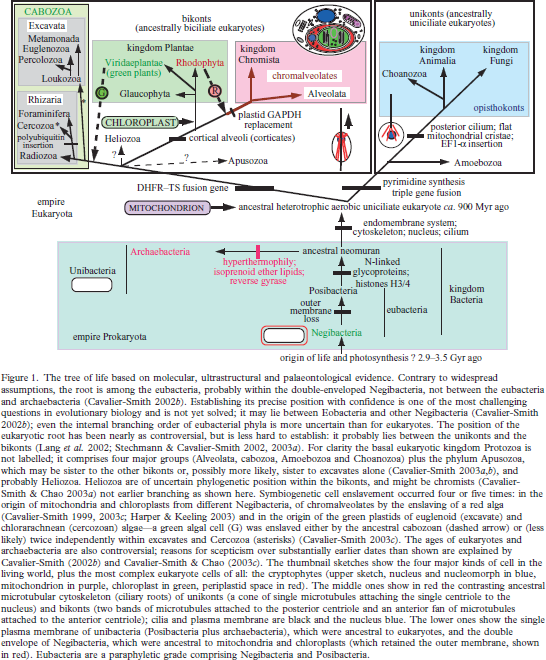 CABOZOA
Excavata
Metamonada
Euglenozoa
Percolozoa
Loukozoa
Rhizaria
Foraminifera
Cercozoa *
polyubiquitin
insertion
Radiozoa
*
G
bikonts
(ancestrally biciliate eukaryotes)
kingdom Plantae
Viridaeplantae
(green plants)
Rhodophyta
R
Glaucophyta
CHLOROPLAST
Heliozoa
?
cortical alveoli (corticates)
?
Apusozoa
kingdom
Chromista
chromalveolates
Alveolata
plastid GAPDH
replacement
unikonts (ancestrally
uniciliate eukaryotes)
kingdom
Animalia
kingdom
Fungi
Choanozoa
opisthokonts
posterior cilium; flat
mitochondrial cristae;
EF1-α insertion
Amoebozoa
DHFR–TS fusion gene
pyrimidine synthesis
triple gene fusion
empire
Eukaryota
MITOCHONDRION
ancestral heterotrophic aerobic uniciliate eukaryote ca. 900 Myr ago
endomembrane system;
cytoskeleton; nucleus; cilium
Archaebacteria
ancestral neomuran
hyperthermophily;
isoprenoid ether lipids;
reverse gyrase
N-linked
glycoproteins;
histones H3/4
Unibacteria
Posibacteria
outer
membrane
loss
eubacteria
kingdom
Bacteria
Negibacteria
empire Prokaryota
origin of life and photosynthesis ? 2.9–3.5 Gyr ago
Figure 1. The tree of life based on molecular, ultrastructural and palaeontological evidence. Contrary to widespread
assumptions, the root is among the eubacteria, probably within the double-enveloped Negibacteria, not between the eubacteria
and archaebacteria (Cavalier-Smith 2002b). Establishing its precise position with confidence is one of the most challenging
questions in evolutionary biology and is not yet solved; it may lie between Eobacteria and other Negibacteria (Cavalier-Smith
2002b); even the internal branching order of eubacterial phyla is more uncertain than for eukaryotes. The position of the
eukaryotic root has been nearly as controversial, but is less hard to establish: it probably lies between the unikonts and the
bikonts (Lang et al. 2002; Stechmann & Cavalier-Smith 2002, 2003a). For clarity the basal eukaryotic kingdom Protozoa is
not labelled; it comprises four major groups (Alveolata, cabozoa, Amoebozoa and Choanozoa) plus the phylum Apusozoa,
which may be sister to the other bikonts or, possibly more likely, sister to excavates alone (Cavalier-Smith 2003a,b), and
probably Heliozoa. Heliozoa are of uncertain phylogenetic position within the bikonts, and might be chromists (Cavalier-
Smith & Chao 2003a) not earlier branching as shown here. Symbiogenetic cell enslavement occurred four or five times: in the
origin of mitochondria and chloroplasts from different Negibacteria, of chromalveolates by the enslaving of a red alga
(Cavalier-Smith 1999, 2003c; Harper & Keeling 2003) and in the origin of the green plastids of euglenoid (excavate) and
chlorarachnean (cercozoan) algae—a green algal cell (G) was enslaved either by the ancestral cabozoan (dashed arrow) or (less
likely) twice independently within excavates and Cercozoa (asterisks) (Cavalier-Smith 2003c). The ages of eukaryotes and
archaebacteria are also controversial; reasons for scepticism over substantially earlier dates than shown are explained by
Cavalier-Smith (2002b) and Cavalier-Smith & Chao (2003c). The thumbnail sketches show the four major kinds of cell in the
living world, plus the most complex eukaryote cells of all: the cryptophytes (upper sketch, nucleus and nucleomorph in blue,
mitochondrion in purple, chloroplast in green, periplastid space in red). The middle ones show in red the contrasting ancestral
microtubular cytoskeleton (ciliary roots) of unikonts (a cone of single microtubules attaching the single centriole to the
nucleus) and bikonts (two bands of microtubules attached to the posterior centriole and an anterior fan of microtubules
attached to the anterior centriole); cilia and plasma membrane are black and the nucleus blue. The lower ones show the single
plasma membrane of unibacteria (Posibacteria plus archaebacteria), which were ancestral to eukaryotes, and the double
envelope of Negibacteria, which were ancestral to mitochondria and chloroplasts (which retained the outer membrane, shown
in red). Eubacteria are a paraphyletic grade comprising Negibacteria and Posibacteria.